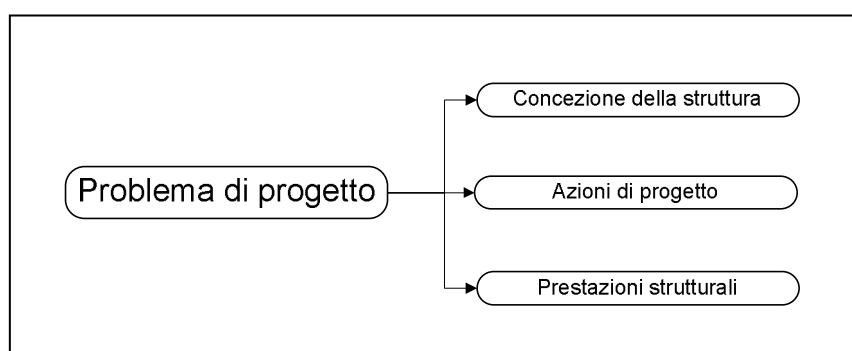 Concezione della struttura
Problema di progetto
Azioni di progetto
Prestazioni strutturali